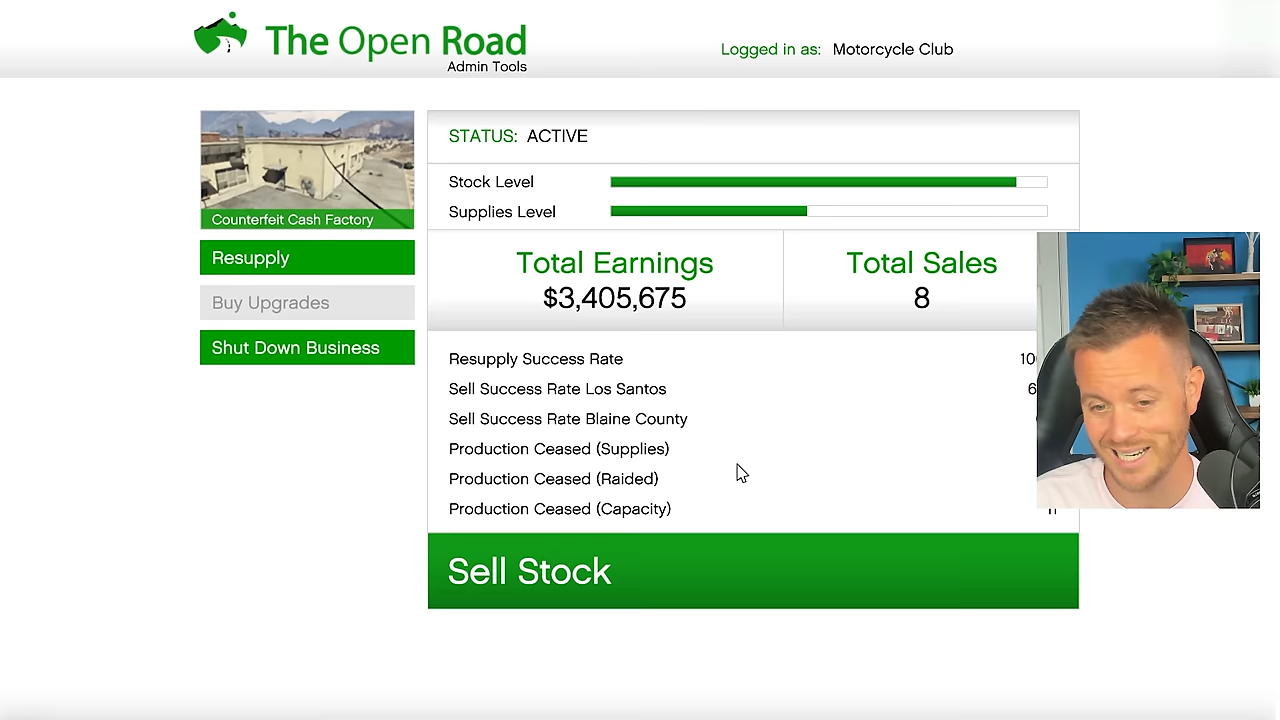 The Open Road
Admin Tools
Logged in as: Motorcycle Club
Counterfeit Cash Factory
Resupply
Buy Upgrades
Shut Down Business
STATUS: ACTIVE
Stock Level
Supplies Level
Total Earnings
$3,405,675
Total Sales
8
Resupply Success Rate
Sell Success Rate Los Santos
Sell Success Rate Blaine County
Production Ceased (Supplies)
Production Ceased (Raided)
Production Ceased (Capacity)
Sell Stock